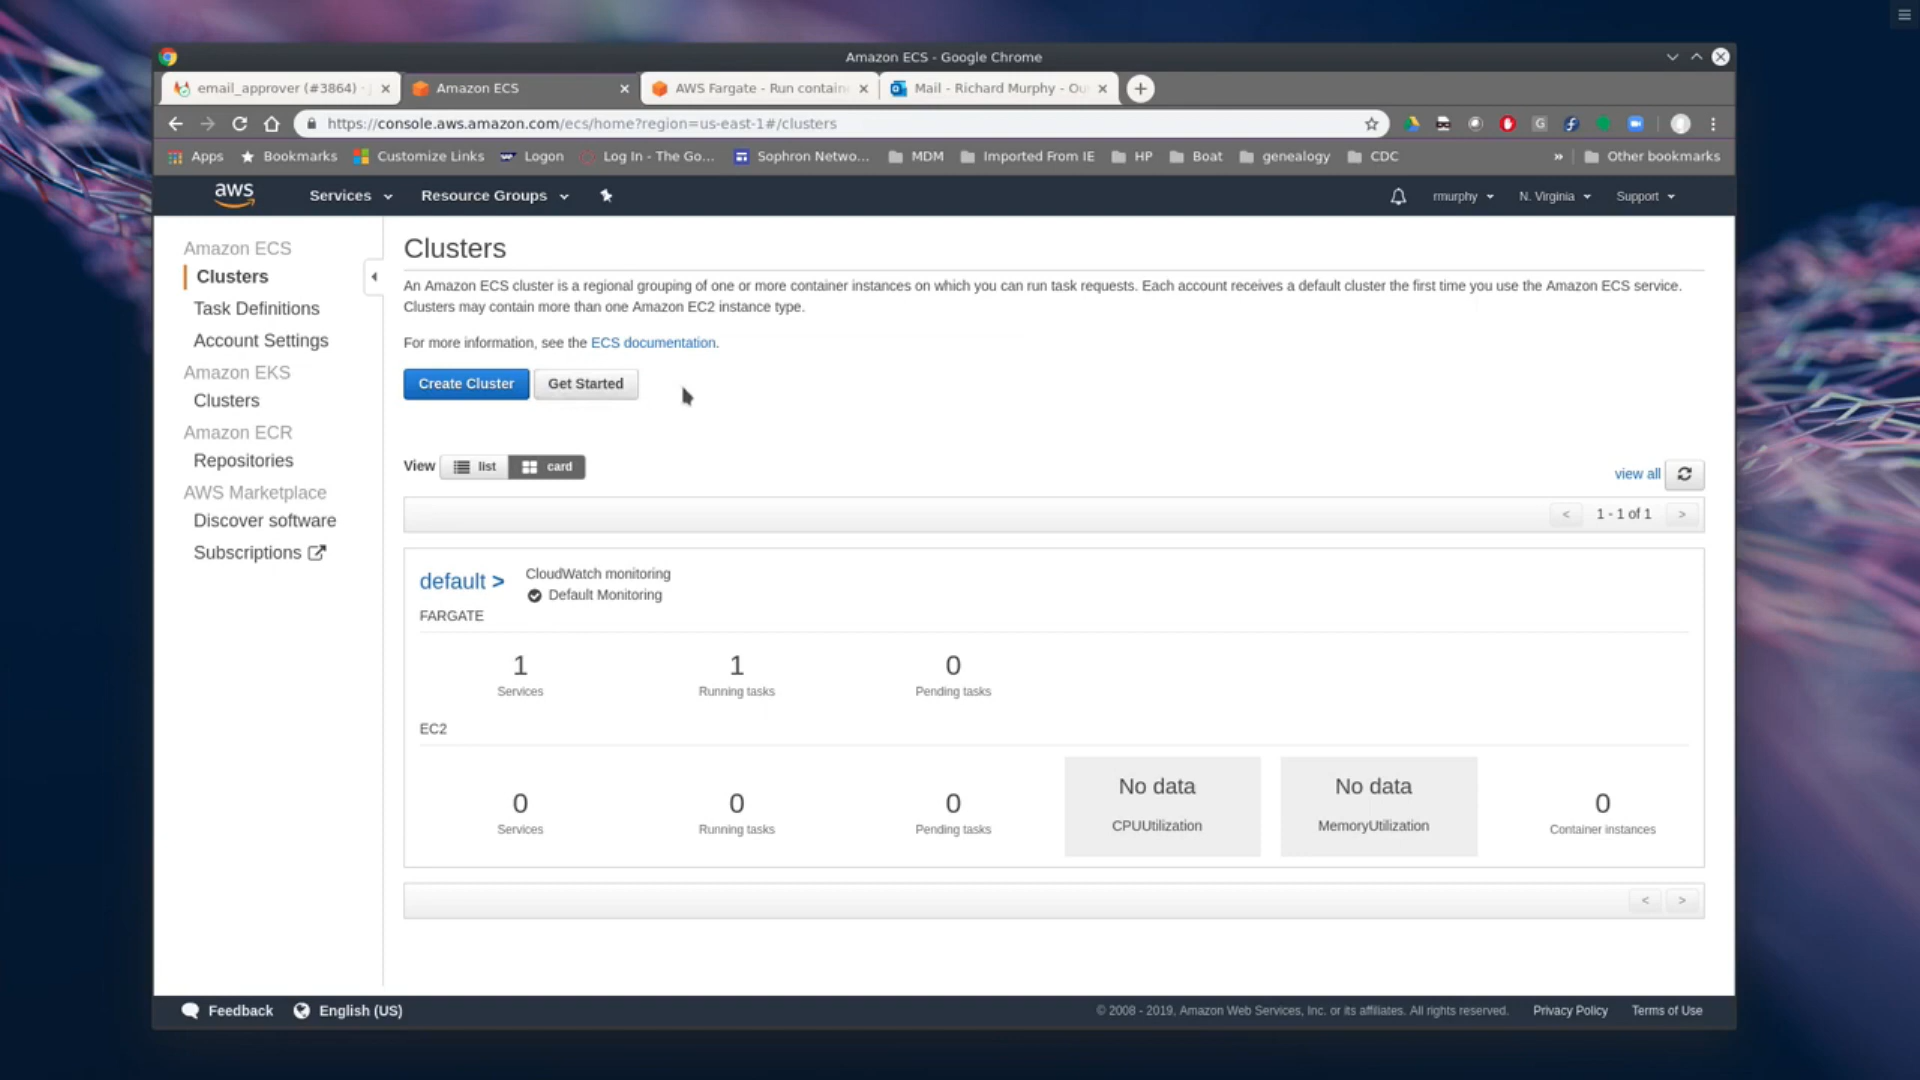 Amazon ECS - Google Chrome
email_approver (#3864) ·
Amazon ECS
AWS Fargate - Run contain
Mail - Richard Murphy - Ou
https://console.aws.amazon.com/ecs/home?region=us-east-1#/clusters
Apps
Bookmarks
Customize Links
Logon
Log In - The Go...
Sophron Netwo...
MDM
Imported From IE
HP
Boat
genealogy
CDC
»
Other bookmarks
aws
Services
Resource Groups
rmurphy
N. Virginia
Support
Amazon ECS
Clusters
Task Definitions
Account Settings
Amazon EKS
Clusters
Amazon ECR
Repositories
AWS Marketplace
Discover software
Subscriptions
Clusters
An Amazon ECS cluster is a regional grouping of one or more container instances on which you can run task requests. Each account receives a default cluster the first time you use the Amazon ECS service.
Clusters may contain more than one Amazon EC2 instance type.
For more information, see the ECS documentation.
Create Cluster
Get Started
View
list
card
view all
< 1 - 1 of 1 >
default >
CloudWatch monitoring
Default Monitoring
FARGATE
1
1
0
Services
Running tasks
Pending tasks
EC2
0
0
0
No data
No data
0
Services
Running tasks
Pending tasks
CPUUtilization
MemoryUtilization
Container instances
< >
Feedback
English (US)
© 2008 - 2019, Amazon Web Services, Inc. or its affiliates. All rights reserved.
Privacy Policy
Terms of Use